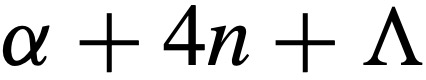 α + 4n + Λ